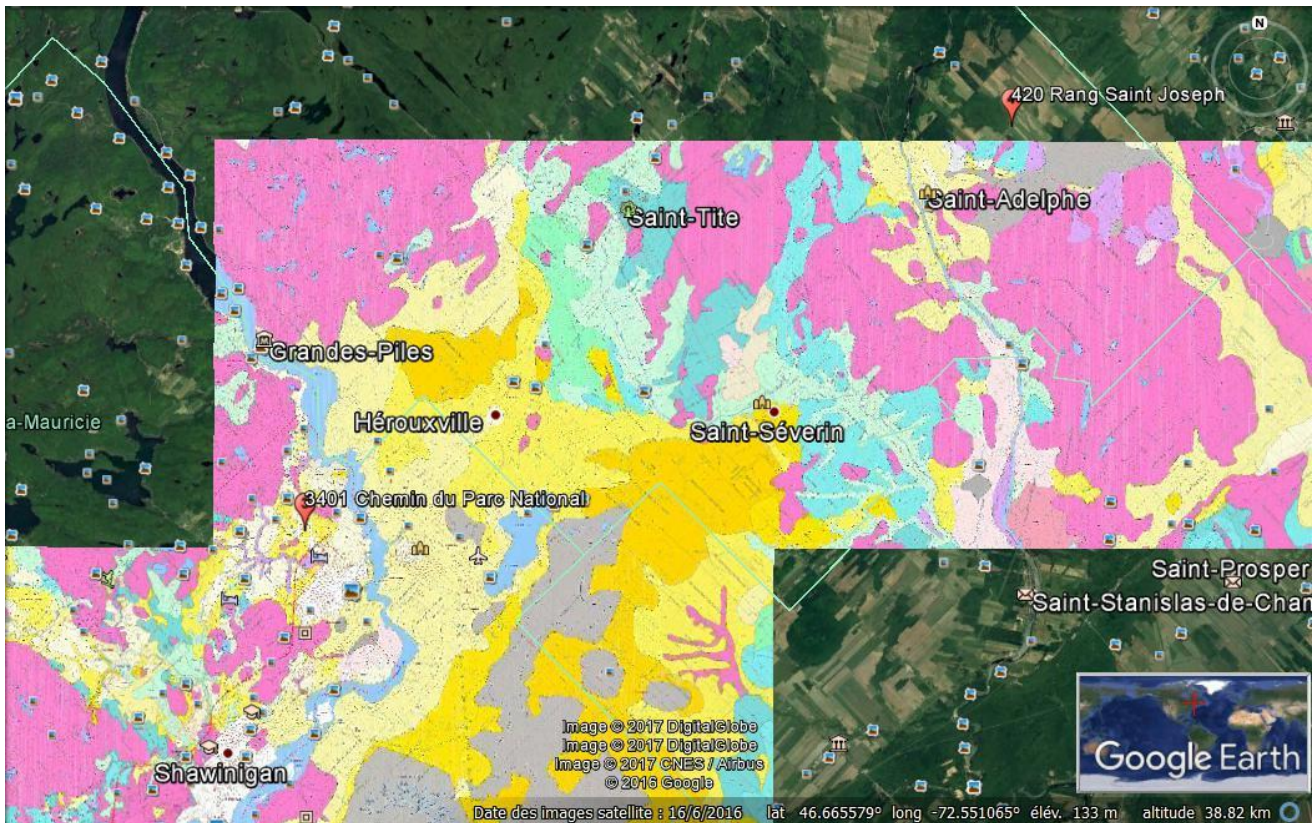 N
420 Rang Saint Joseph
Saint-Adelphe
Saint-Tite
Grandes-Piles
a-Mauricie
Hérouxville
Saint-Séverin
3401 Chemin du Parc National
Saint-Prosper
Saint-Stanislas-de-Cham
Shawinigan
Image © 2017 DigitalGlobe
Image © 2017 DigitalGlobe
Image © 2017 CNES / Airbus
© 2016 Google
Google Earth
Date des images satellite : 16/6/2016 lat 46.665579° long -72.551065° élév. 133 m altitude 38.82 km